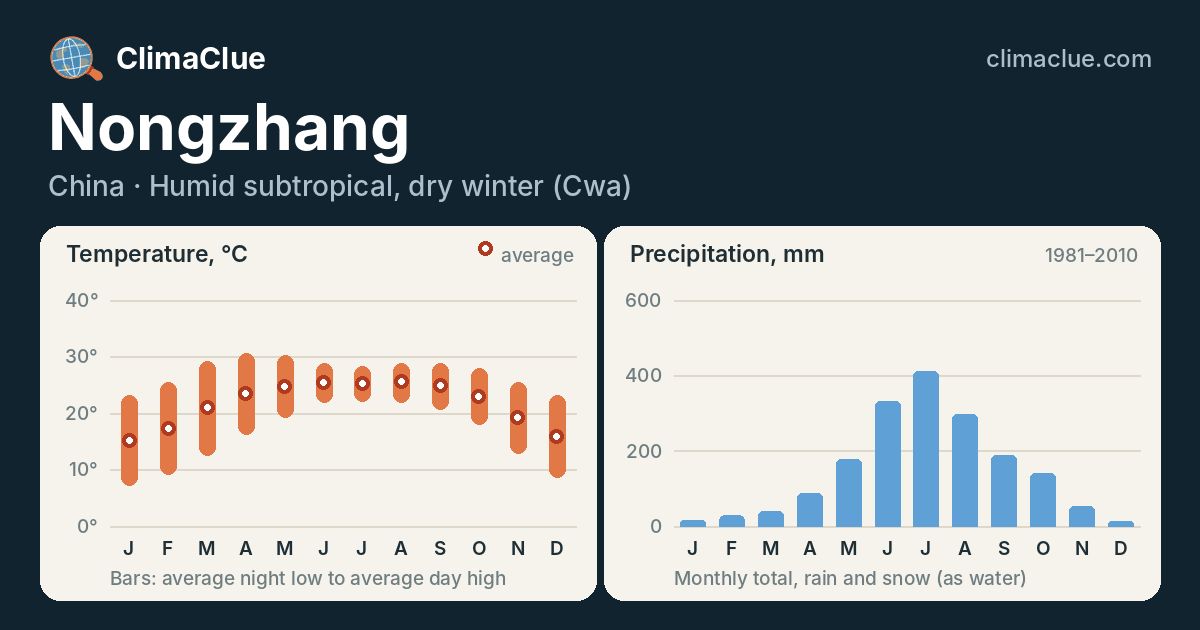 ClimaClue
climaclue.com
Nongzhang
China · Humid subtropical, dry winter (Cwa)
Temperature, °C
average
40°
30°
20°
10°
0°
J F M A M J J A S O N D
Bars: average night low to average day high
Precipitation, mm
1981–2010
600
400
200
0
J F M A M J J A S O N D
Monthly total, rain and snow (as water)